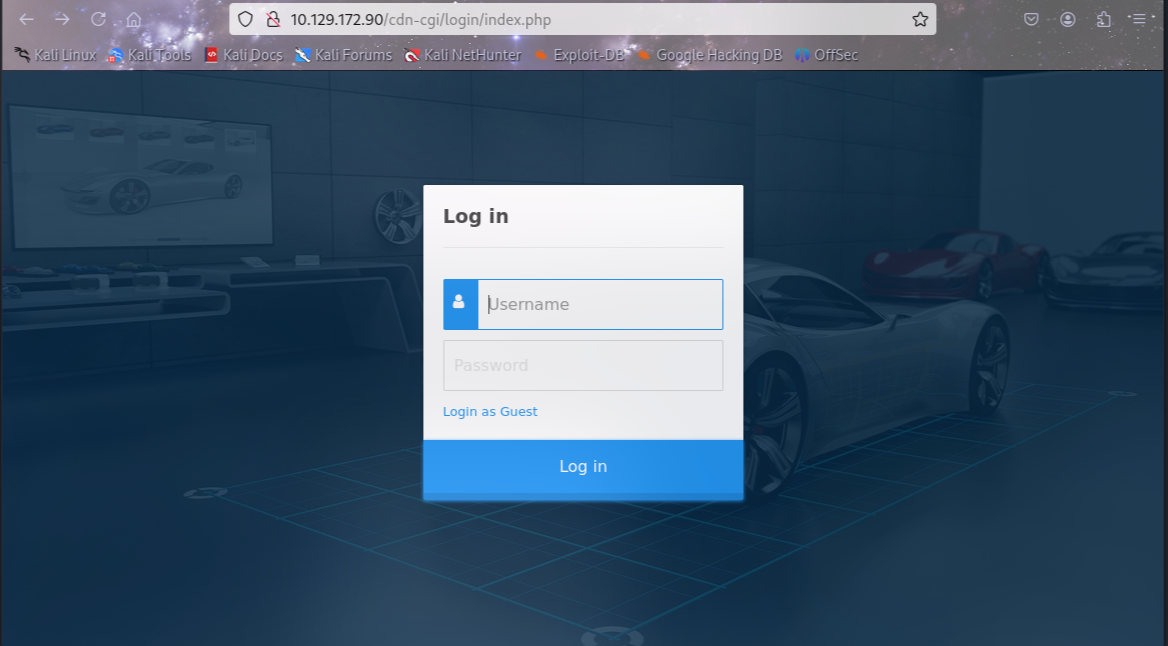 10.129.172.90/cdn-cgi/login/index.php
Kali Linux Kali Tools Kali Docs Kali Forums Kali NetHunter Exploit-DB Google Hacking DB OffSec
Log in
Username
Password
Login as Guest
Log in